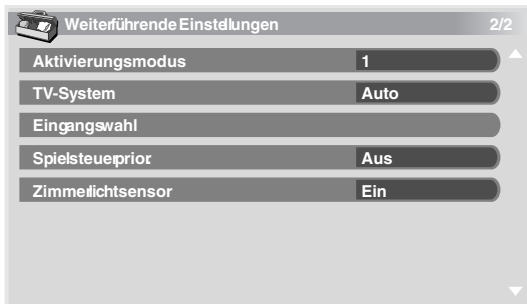 Weiterführende Einstellungen 2/2
Aktivierungsmodus 1
TV-System Auto
Eingangswahl
Spielsteuerprior. Aus
Zimmerlichtsensor Ein